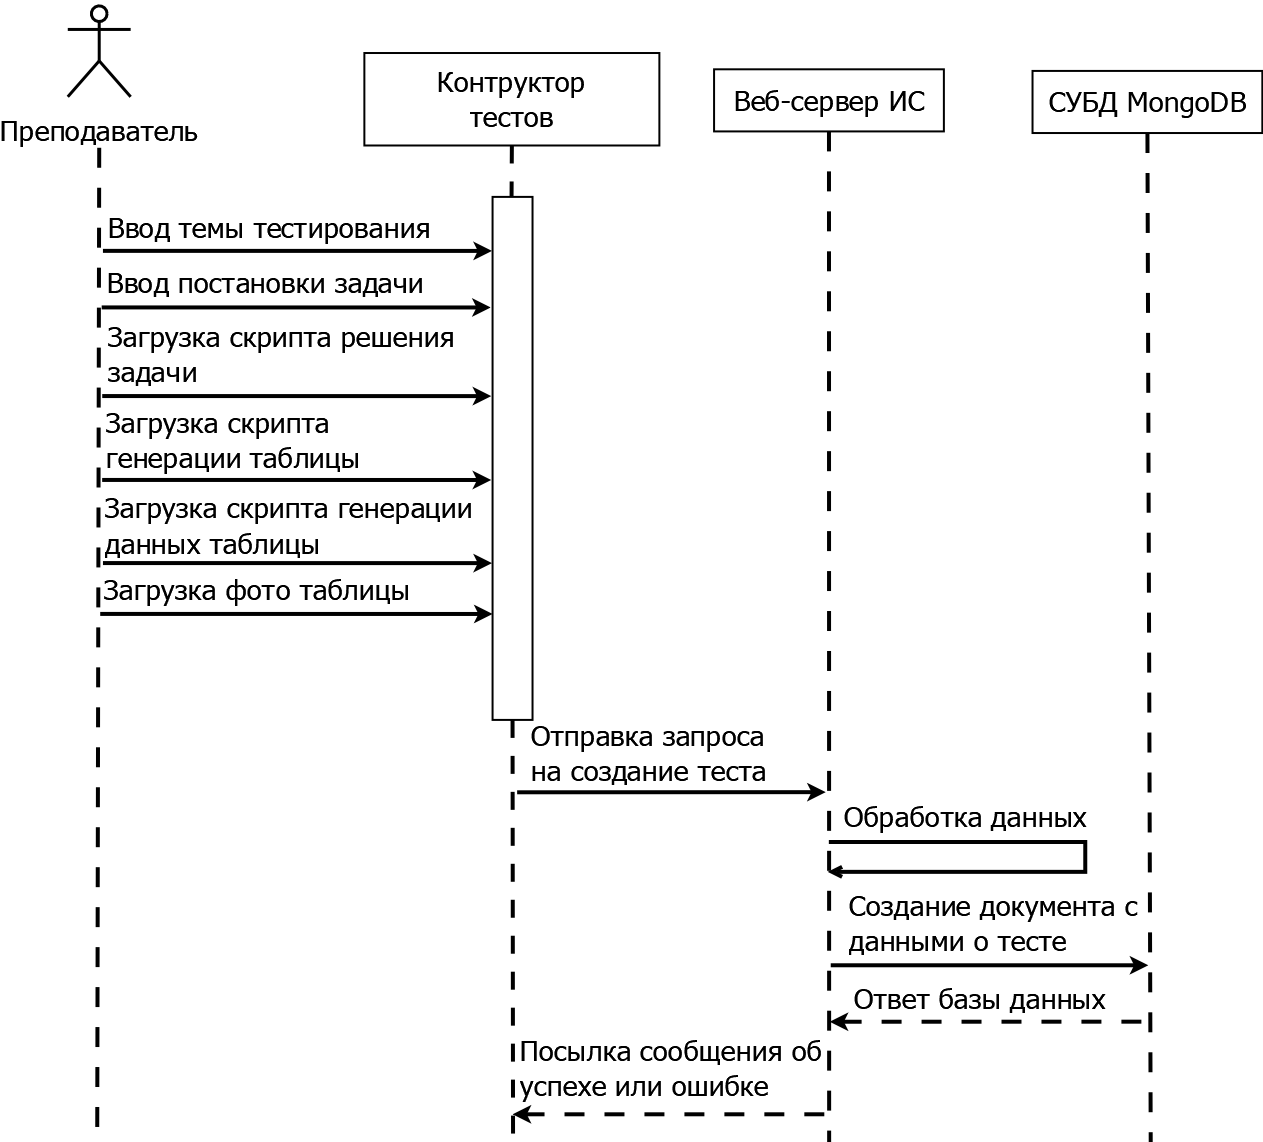 Преподаватель
Контруктор
тестов
Веб-сервер ИС
СУБД MongoDB
Ввод темы тестирования
Ввод постановки задачи
Загрузка скрипта решения
задачи
Загрузка скрипта
генерации таблицы
Загрузка скрипта генерации
данных таблицы
Загрузка фото таблицы
Отправка запроса
на создание теста
Обработка данных
Создание документа с
данными о тесте
Ответ базы данных
Посылка сообщения об
успехе или ошибке